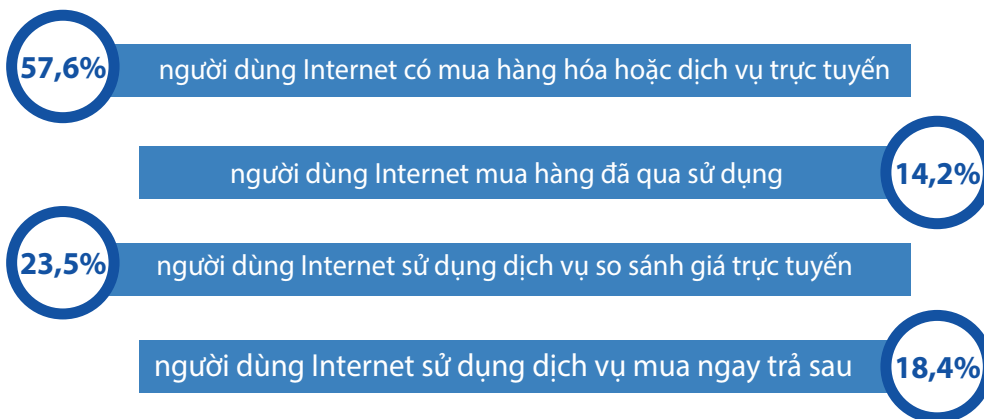 57,6% người dùng Internet có mua hàng hóa hoặc dịch vụ trực tuyến
người dùng Internet mua hàng đã qua sử dụng 14,2%
23,5% người dùng Internet sử dụng dịch vụ so sánh giá trực tuyến
người dùng Internet sử dụng dịch vụ mua ngay trả sau 18,4%